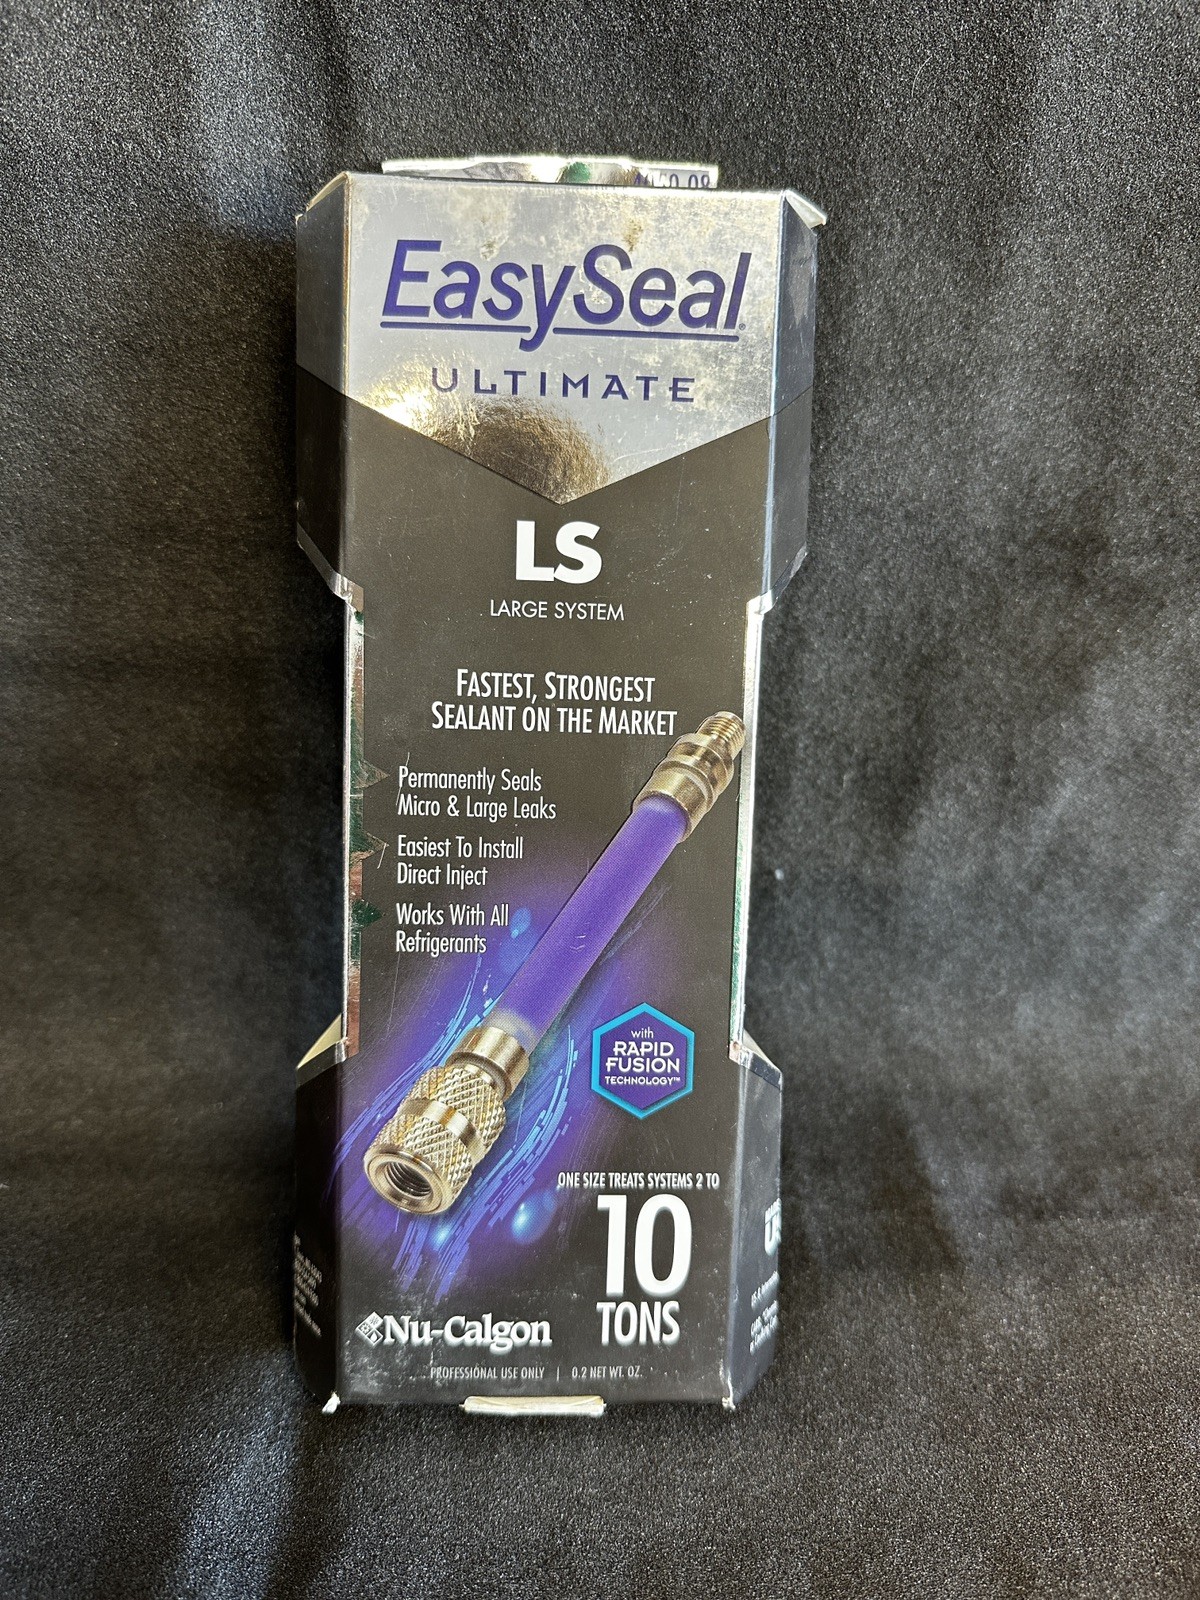 EasySeal®
ULTIMATE
LS
LARGE SYSTEM
FASTEST, STRONGEST
SEALANT ON THE MARKET
Permanently Seals
Micro & Large Leaks
Easiest To Install
Direct Inject
Works With All
Refrigerants
with
RAPID
FUSION
TECHNOLOGY™
ONE SIZE TREATS SYSTEMS 2 TO
10
TONS
Nu-Calgon
PROFESSIONAL USE ONLY | 0.2 NET WT. OZ.